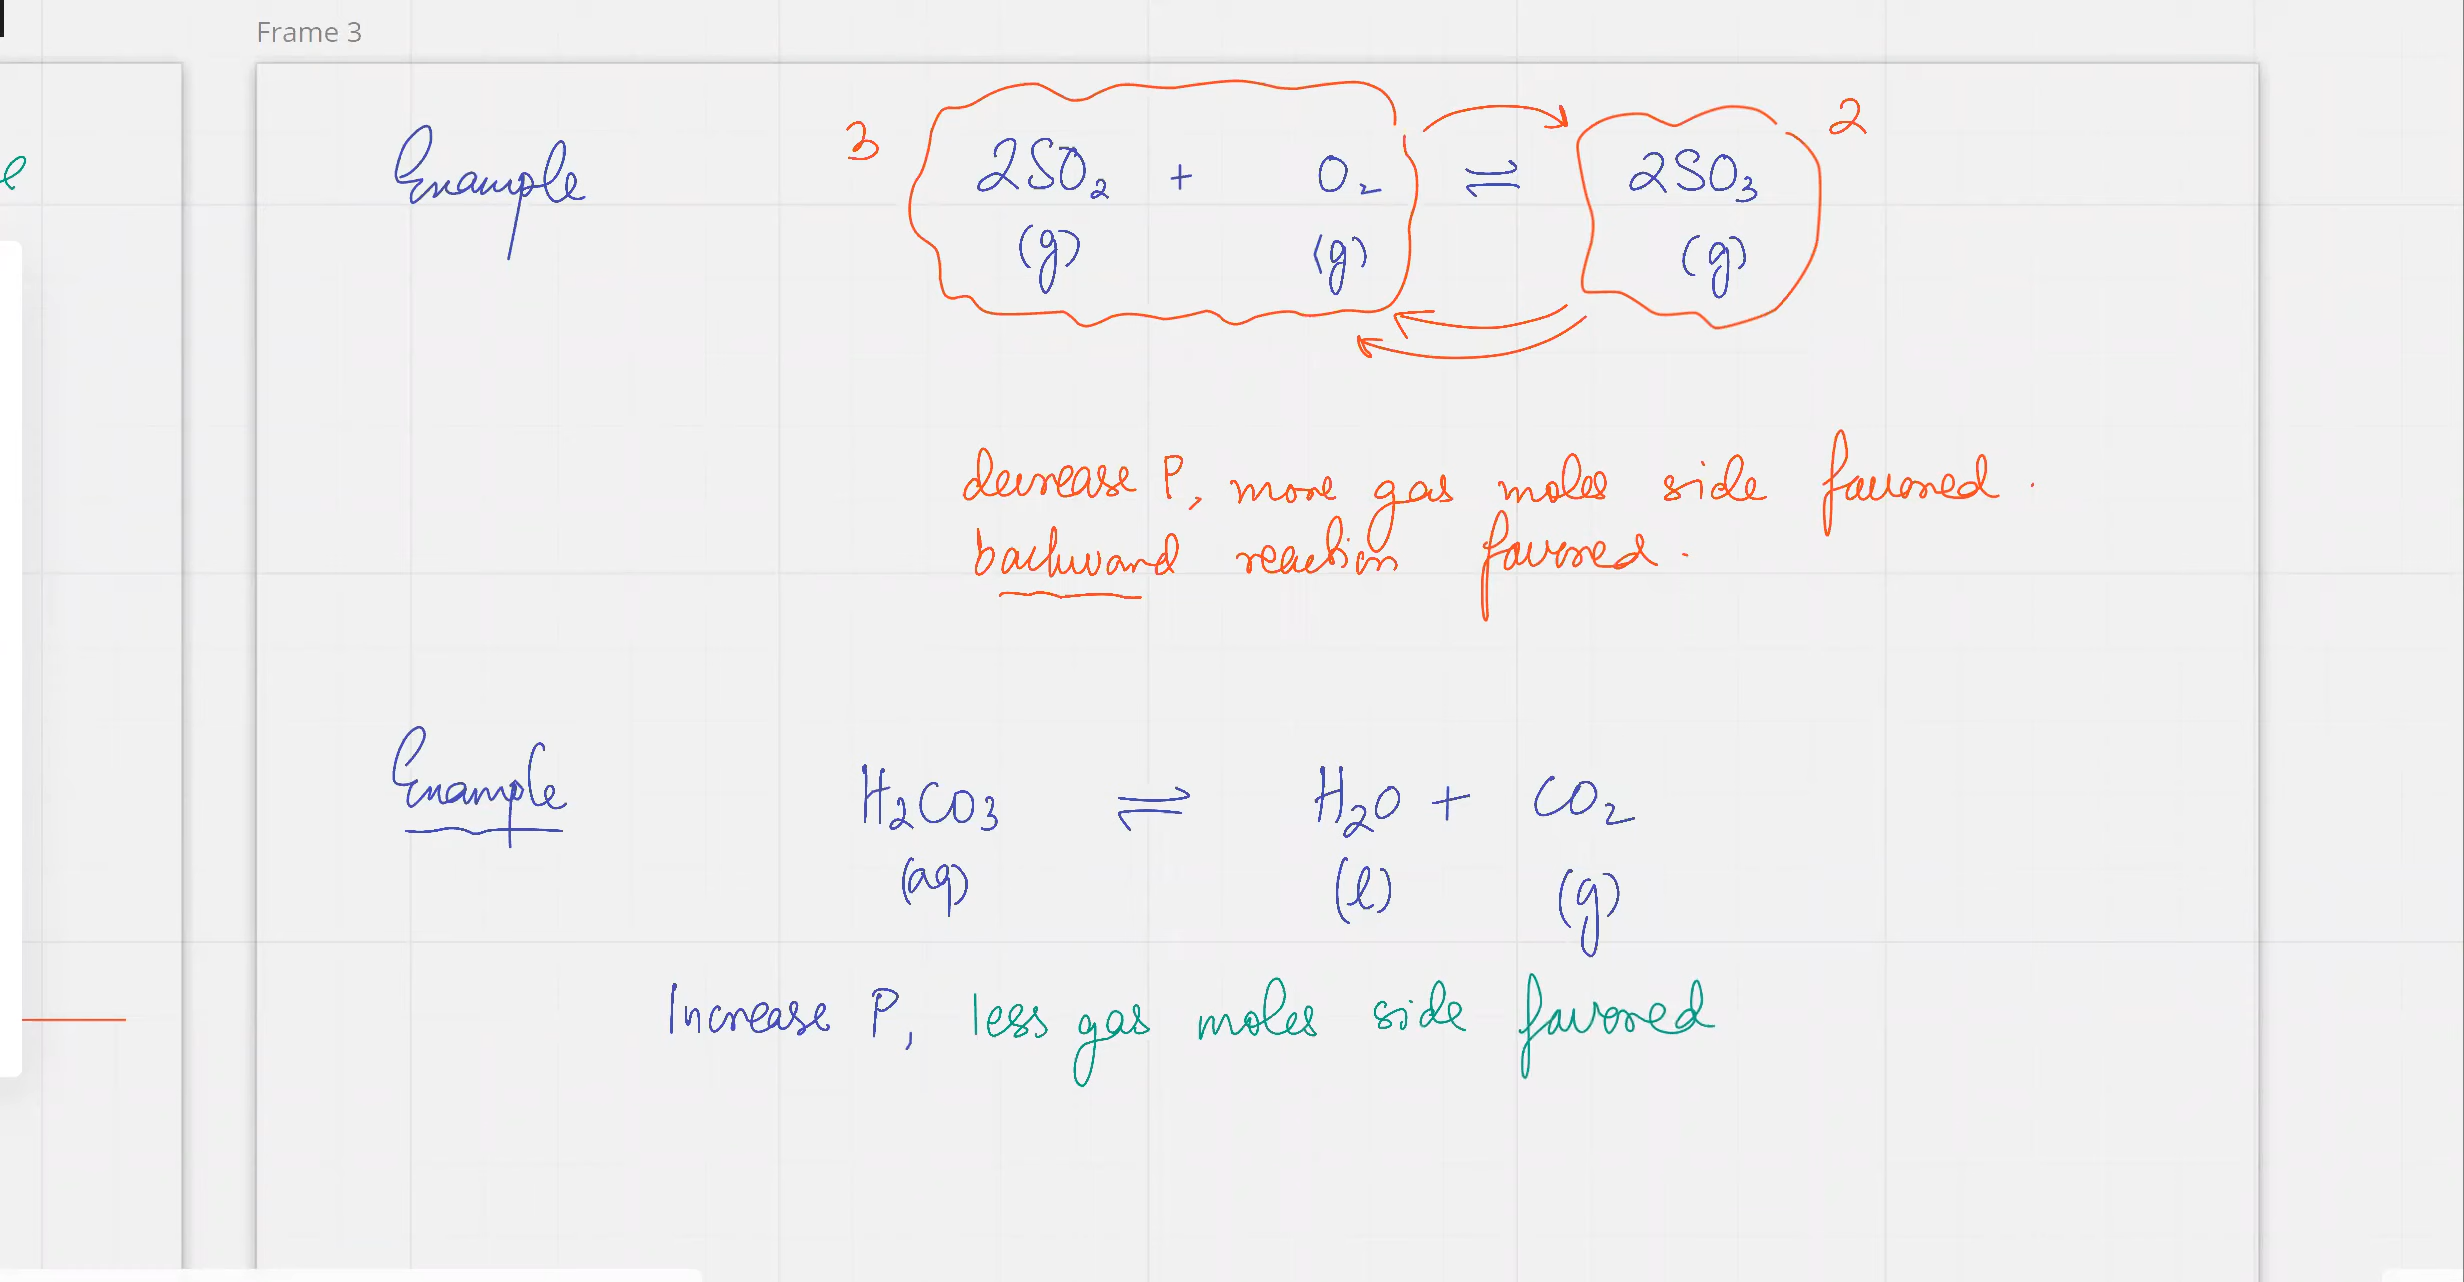 Frame 3
e
Example 3 2SO₂ + O₂ ⇌ 2SO₃ 2
(g) (g) (g)
decrease P, more gas moles side favored.
backward reaction favored.
Example H₂CO₃ ⇌ H₂O + CO₂
(aq) (l) (g)
Increase P, less gas moles side favored